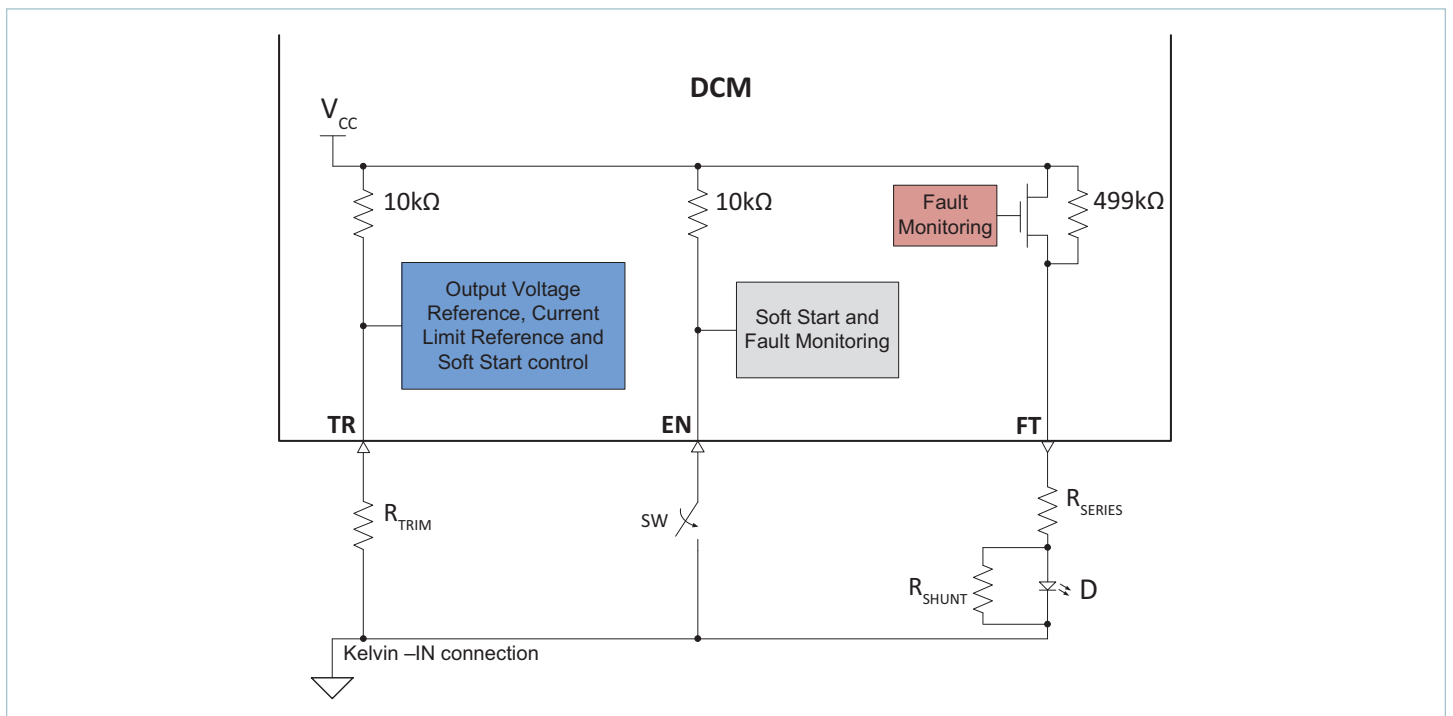 DCM
VCC
10kΩ
10kΩ
Fault
Monitoring
499kΩ
Output Voltage
Reference, Current
Limit Reference and
Soft Start control
Soft Start and
Fault Monitoring
TR
EN
FT
RTRIM
SW
RSERIES
RSHUNT
D
Kelvin –IN connection